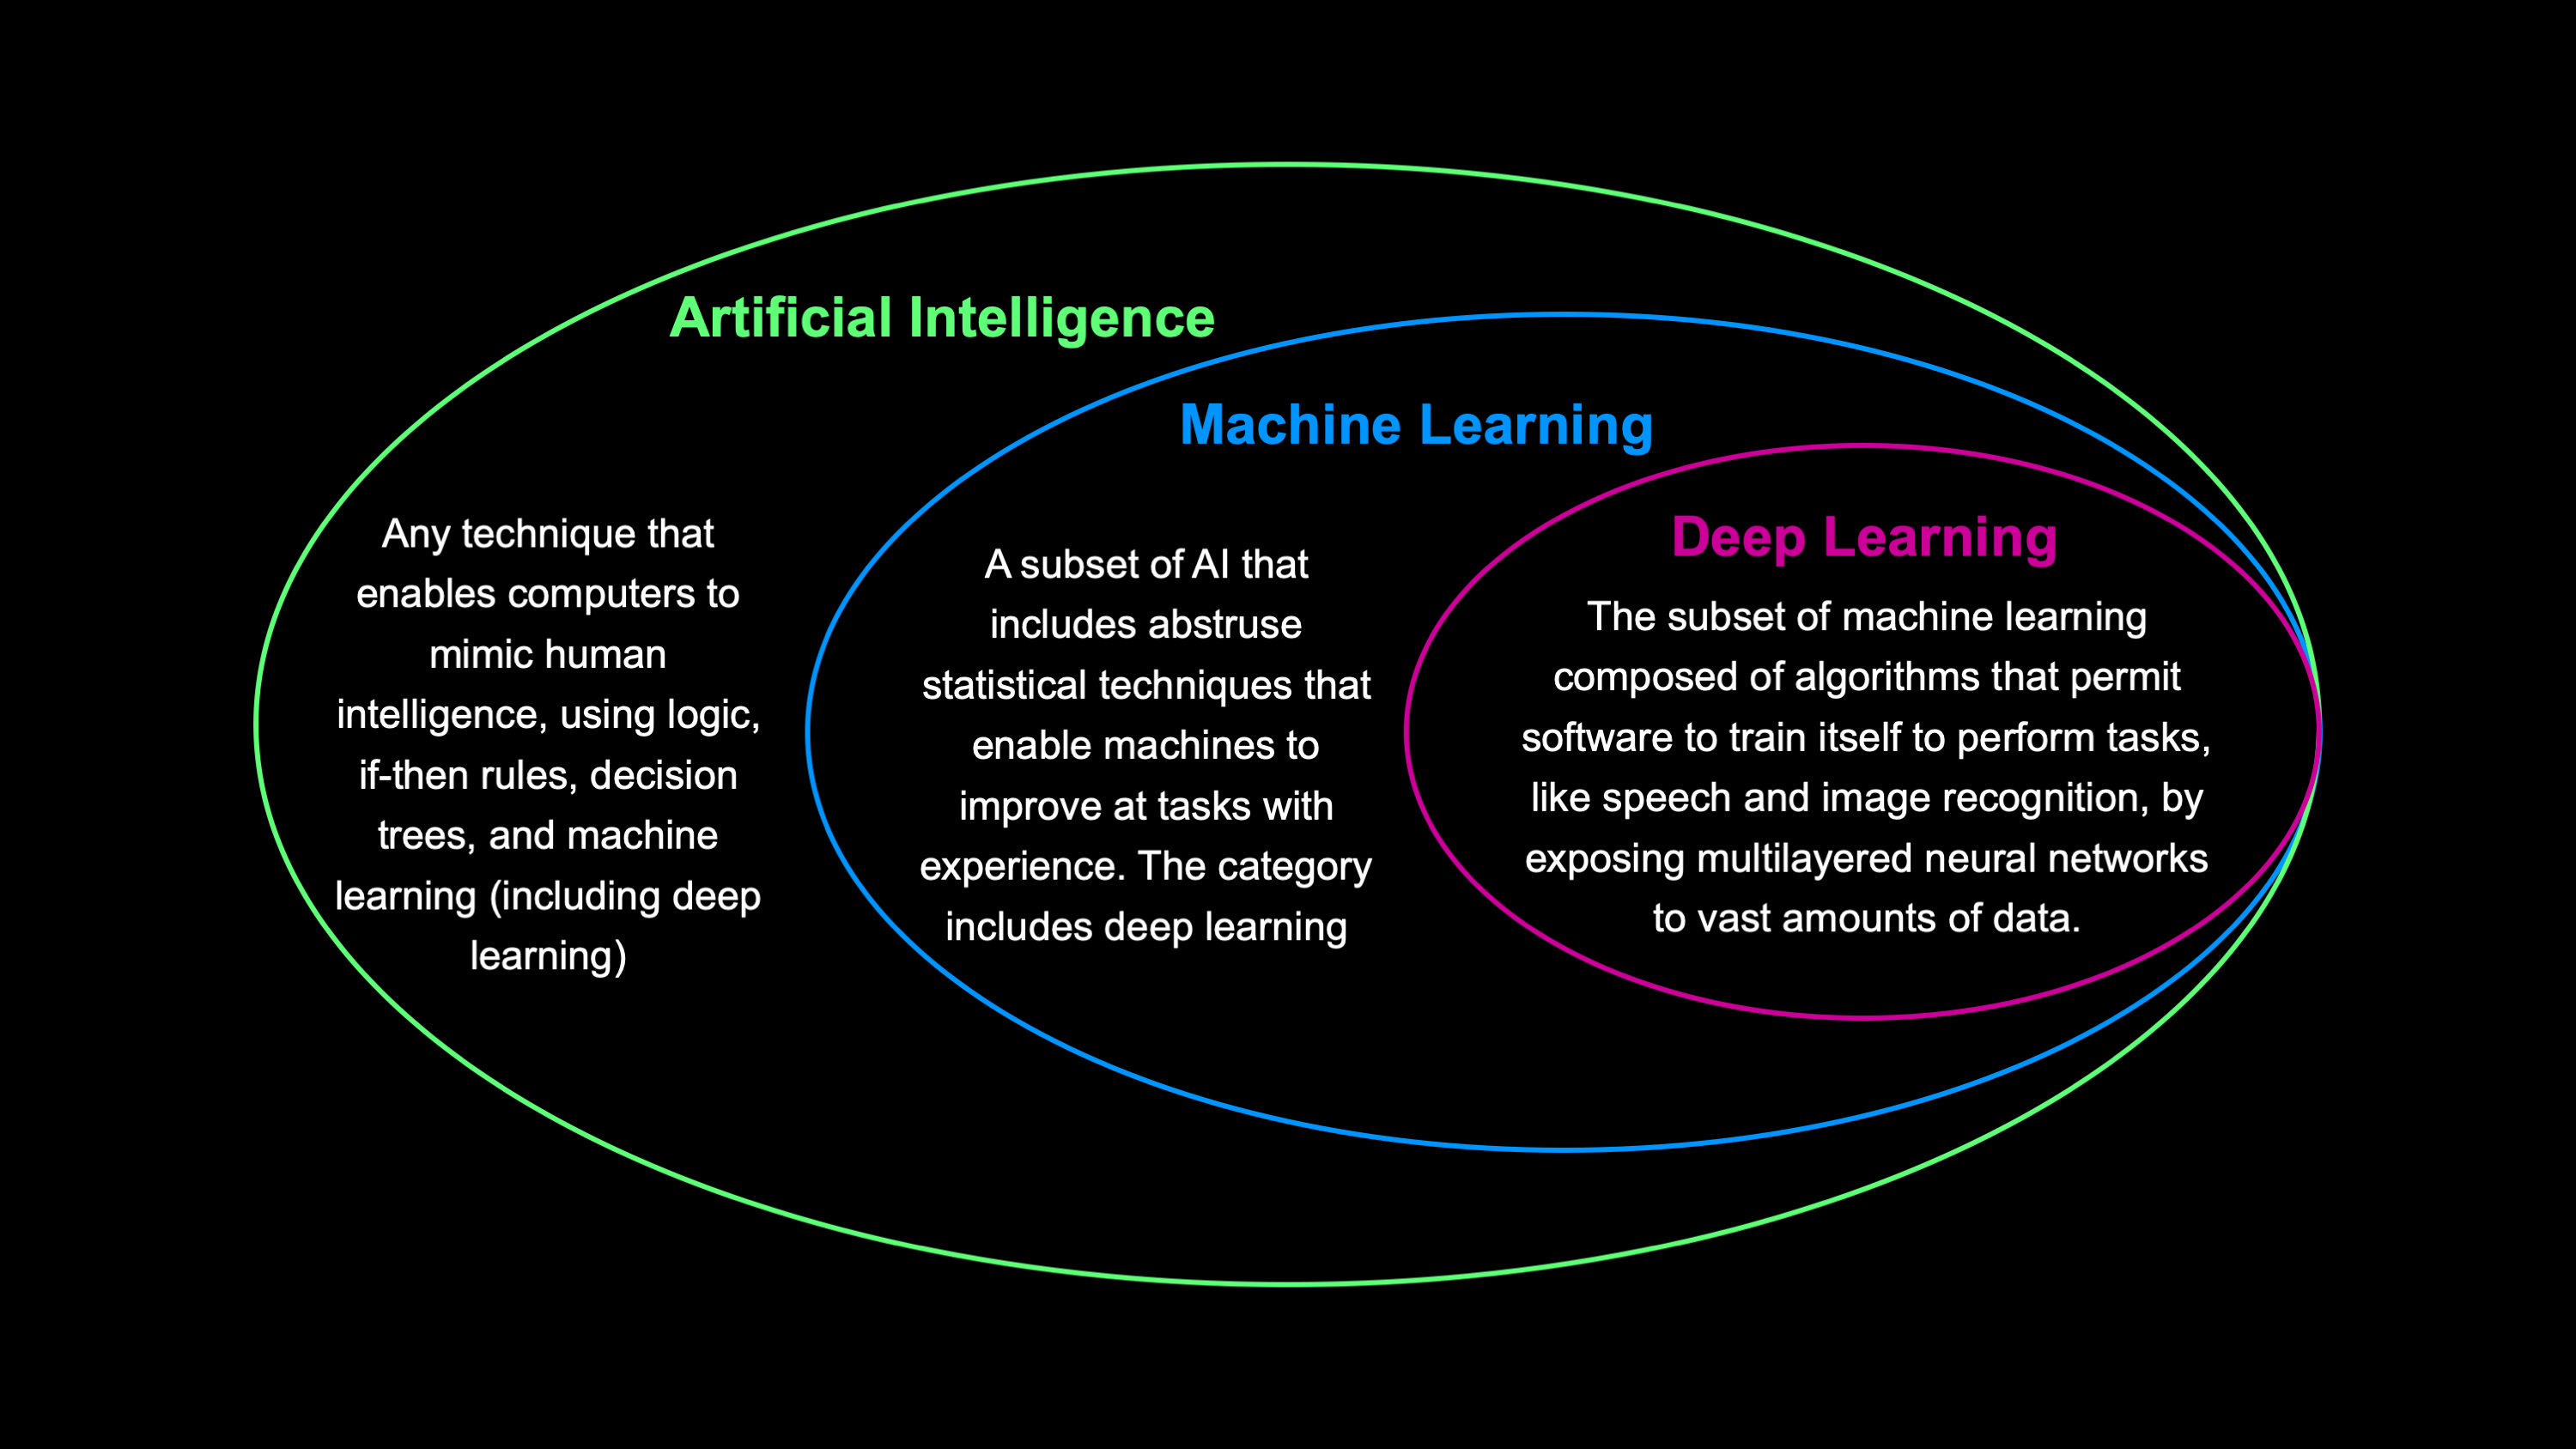 Artificial Intelligence
Any technique that
enables computers to
mimic human
intelligence, using logic,
if-then rules, decision
trees, and machine
learning (including deep
learning)
Machine Learning
A subset of AI that
includes abstruse
statistical techniques that
enable machines to
improve at tasks with
experience. The category
includes deep learning
Deep Learning
The subset of machine learning
composed of algorithms that permit
software to train itself to perform tasks,
like speech and image recognition, by
exposing multilayered neural networks
to vast amounts of data.